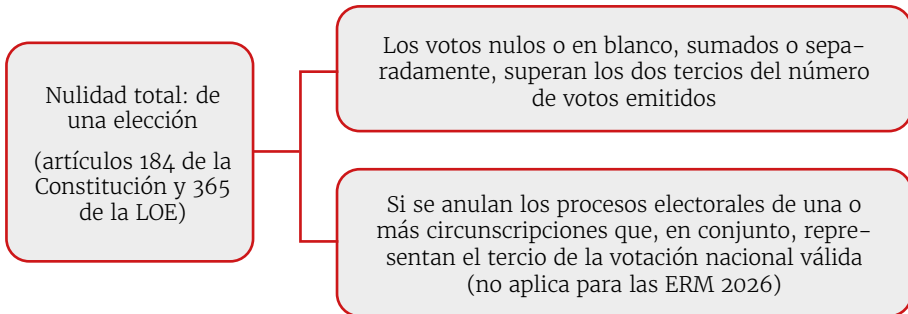 Nulidad total: de
una elección
(artículos 184 de la
Constitución y 365
de la LOE)
Los votos nulos o en blanco, sumados o sepa-
radamente, superan los dos tercios del número
de votos emitidos
Si se anulan los procesos electorales de una o
más circunscripciones que, en conjunto, repre-
sentan el tercio de la votación nacional válida
(no aplica para las ERM 2026)